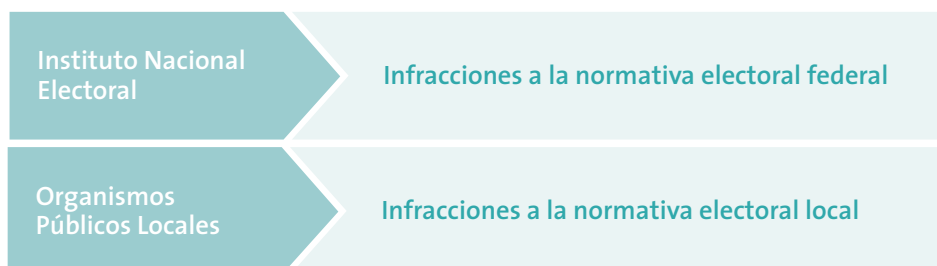 Instituto Nacional
Electoral
Infracciones a la normativa electoral federal
Organismos
Públicos Locales
Infracciones a la normativa electoral local